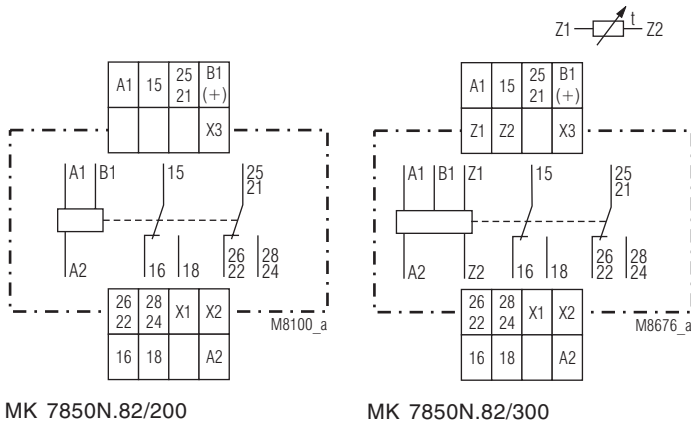 Z1 t Z2
A1 15 25 21 B1 (+)
X3
A1 B1 15 25 21
A2 16 18 26 22 28 24
26 22 28 24 X1 X2
16 18 A2
M8100_a
MK 7850N.82/200
A1 15 25 21 B1 (+)
Z1 Z2 X3
A1 B1 Z1 15 25 21
A2 Z2 16 18 26 22 28 24
26 22 28 24 X1 X2
16 18 A2
M8676_a
MK 7850N.82/300